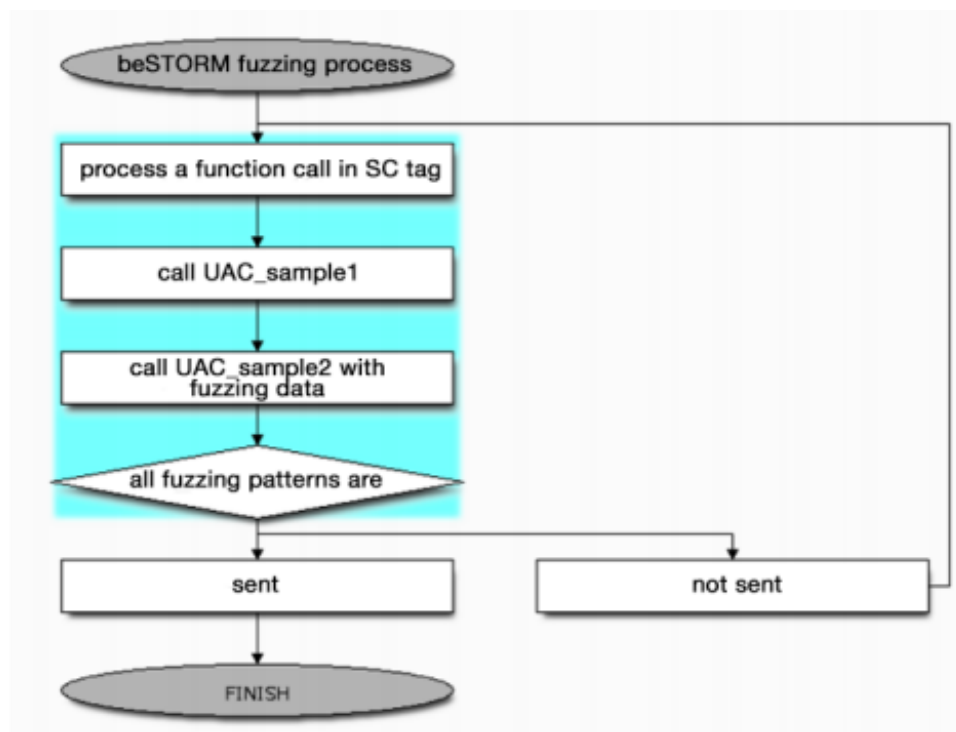 beSTORM fuzzing process
process a function call in SC tag
call UAC_sample1
call UAC_sample2 with
fuzzing data
all fuzzing patterns are
sent
not sent
FINISH